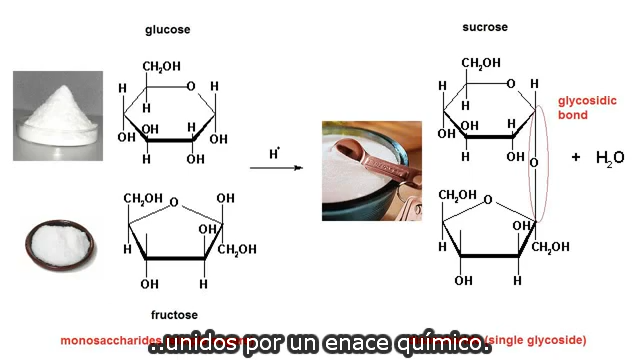 glucose
sucrose
CH₂OH
O
H
H
H
H
OH
OH
H
OH
H
OH
H⁺
CH₂OH
O
H
H
H
OH
H
OH
H
OH
glycosidic
bond
O
+ H₂O
CH₂OH
O
OH
H
OH
CH₂OH
OH
H
CH₂OH
O
H
OH
CH₂OH
OH
H
fructose
monosaccharides
(single glycoside)
..unidos por un enace químico.